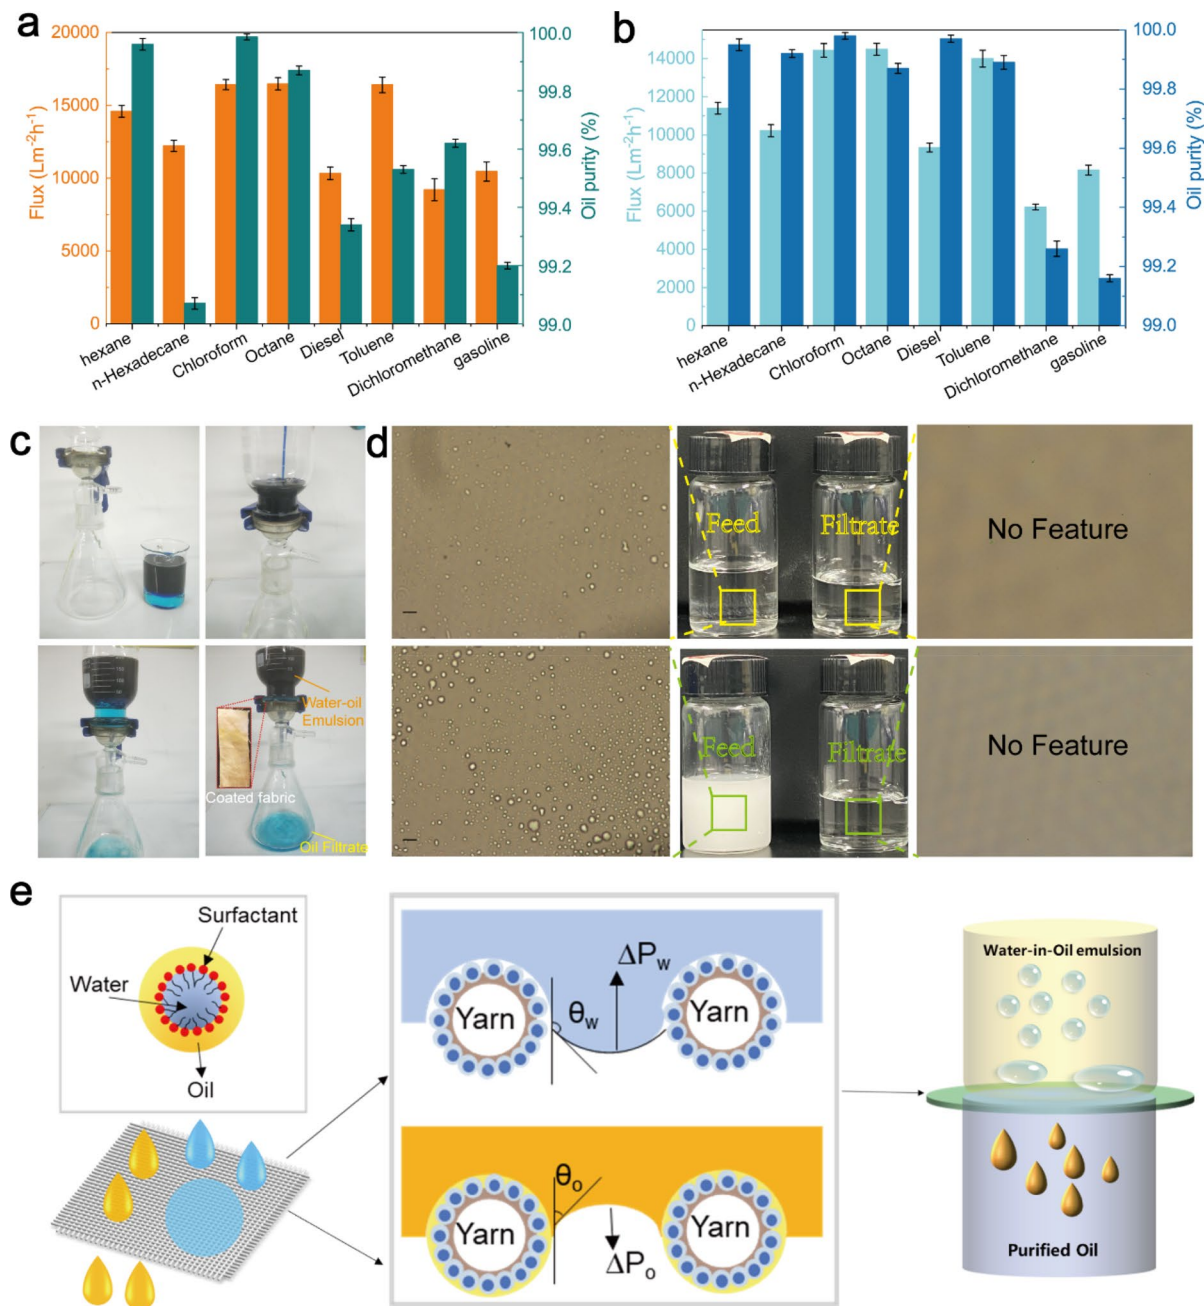 a
20000
15000
10000
5000
0
Flux (Lm⁻²h⁻¹)
100.0
99.8
99.6
99.4
99.2
99.0
Oil purity (%)
hexane
n-Hexadecane
Chloroform
Octane
Diesel
Toluene
Dichloromethane
gasoline
b
14000
12000
10000
8000
6000
4000
2000
0
Flux (Lm⁻²h⁻¹)
100.0
99.8
99.6
99.4
99.2
99.0
Oil purity (%)
hexane
n-Hexadecane
Chloroform
Octane
Diesel
Toluene
Dichloromethane
gasoline
c
Water-oil
Emulsion
Coated fabric
Oil Filtrate
d
Feed
Filtrate
No Feature
Feed
Filtrate
No Feature
e
Surfactant
Water
Oil
ΔPw
θw
Yarn
Yarn
θo
Yarn
Yarn
ΔPo
Water-in-Oil emulsion
Purified Oil